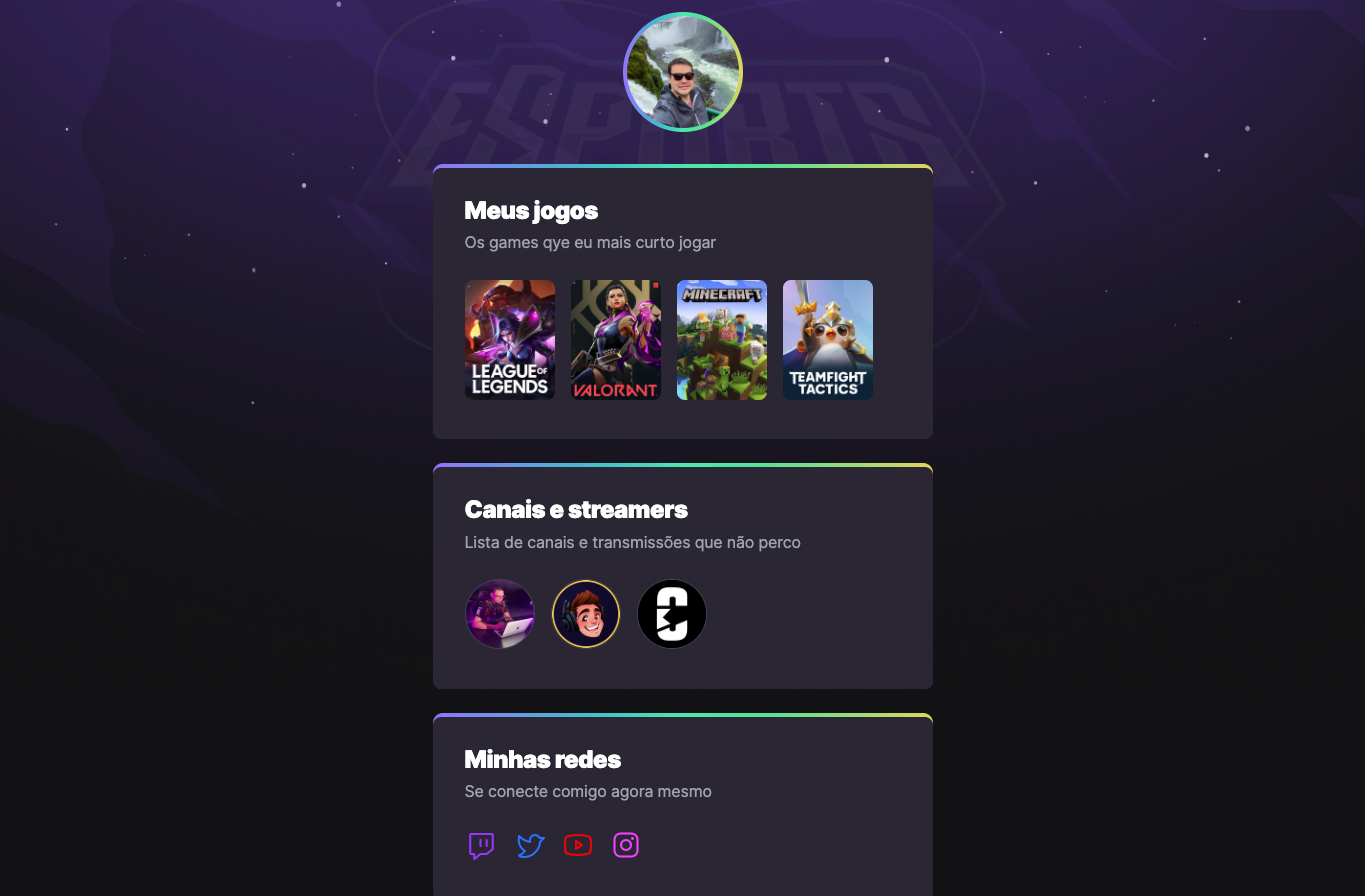 ESPORTS
Meus jogos
Os games qye eu mais curto jogar
LEAGUE OF
LEGENDS
VALORANT
MINECRAFT
TEAMFIGHT
TACTICS
Canais e streamers
Lista de canais e transmissões que não perco
Minhas redes
Se conecte comigo agora mesmo